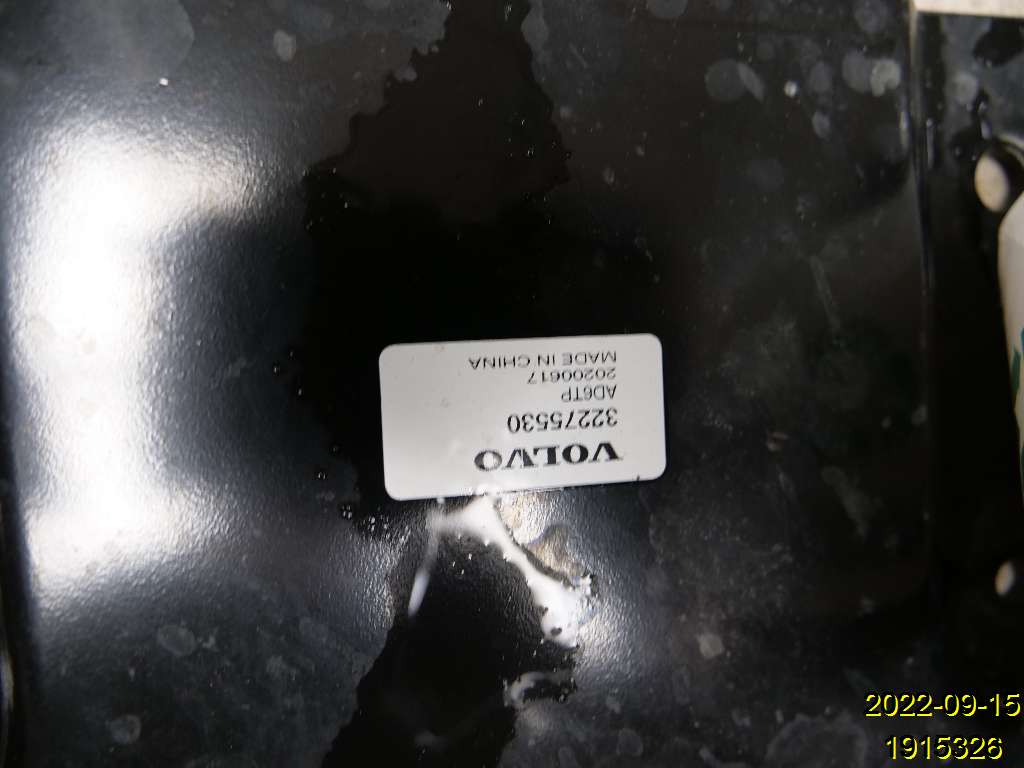 VOLVO
32275530
AD6TP
20200617
MADE IN CHINA
2022-09-15
1915326